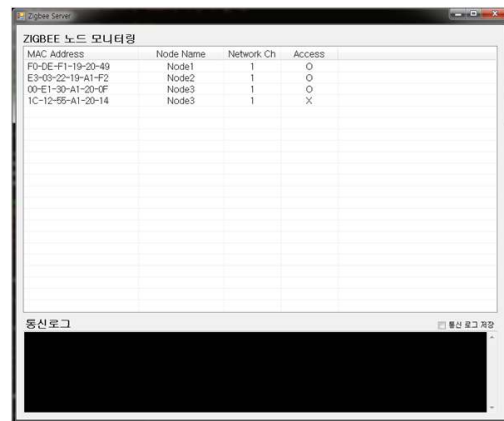 Zigbee Server
ZIGBEE 노드 모니터링
MAC Address Node Name Network Ch Access
F0-DE-F1-19-20-49 Node1 1 O
E3-03-22-19-A1-F2 Node2 1 O
00-E1-30-A1-20-0F Node3 1 O
1C-12-55-A1-20-14 Node3 1 X
통신로그
통신 로그 저장